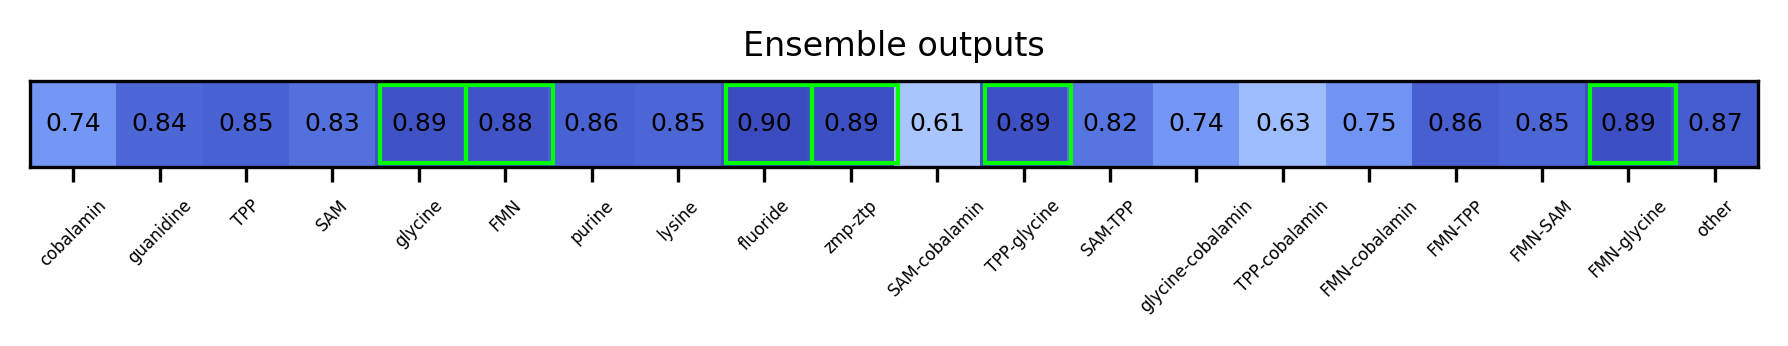 Ensemble outputs
0.74 0.84 0.85 0.83 0.89 0.88 0.86 0.85 0.90 0.89 0.61 0.89 0.82 0.74 0.63 0.75 0.86 0.85 0.89 0.87
cobalamin guanidine TPP SAM glycine FMN purine lysine fluoride zmp-ztp SAM-cobalamin TPP-glycine SAM-TPP glycine-cobalamin TPP-cobalamin FMN-cobalamin FMN-TPP FMN-SAM FMN-glycine other